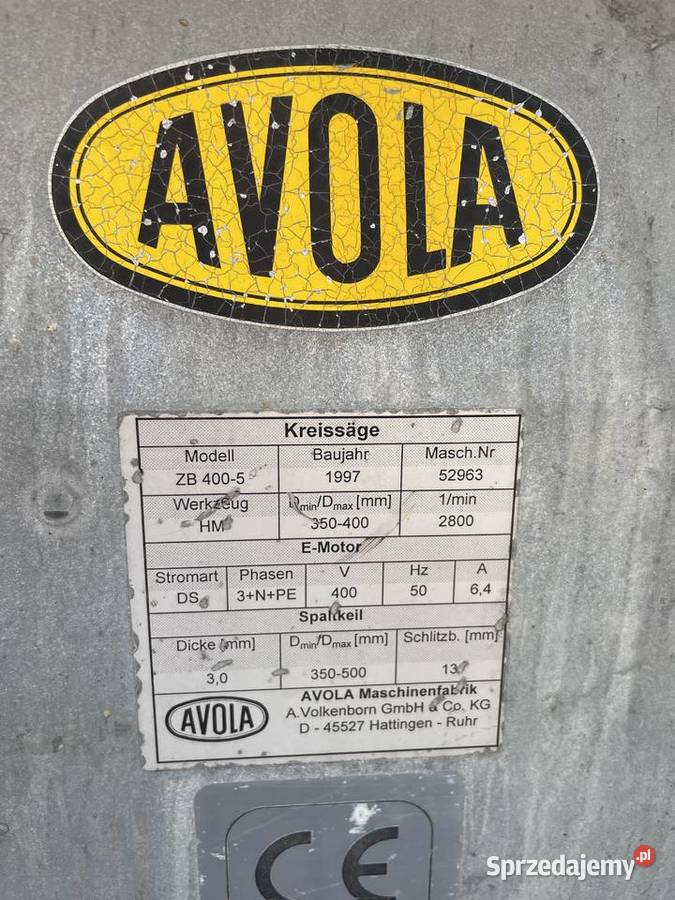 AVOLA
Kreissäge
Modell Baujahr Masch.Nr
ZB 400-5 1997 52963
Werkzeug Dmin/Dmax [mm] 1/min
HM 350-400 2800
E-Motor
Stromart Phasen V Hz A
DS 3+N+PE 400 50 6,4
Spaltkeil
Dicke [mm] Dmin/Dmax [mm] Schlitzb. [mm]
3,0 350-500 13
AVOLA AVOLA Maschinenfabrik
A.Volkenborn GmbH & Co. KG
D - 45527 Hattingen - Ruhr
CE
Sprzedajemy.pl